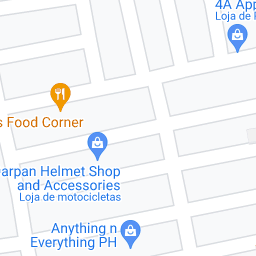 4A App
Loja de
s Food Corner
arpan Helmet Shop
and Accessories
Loja de motocicletas
Anything n
Everything PH